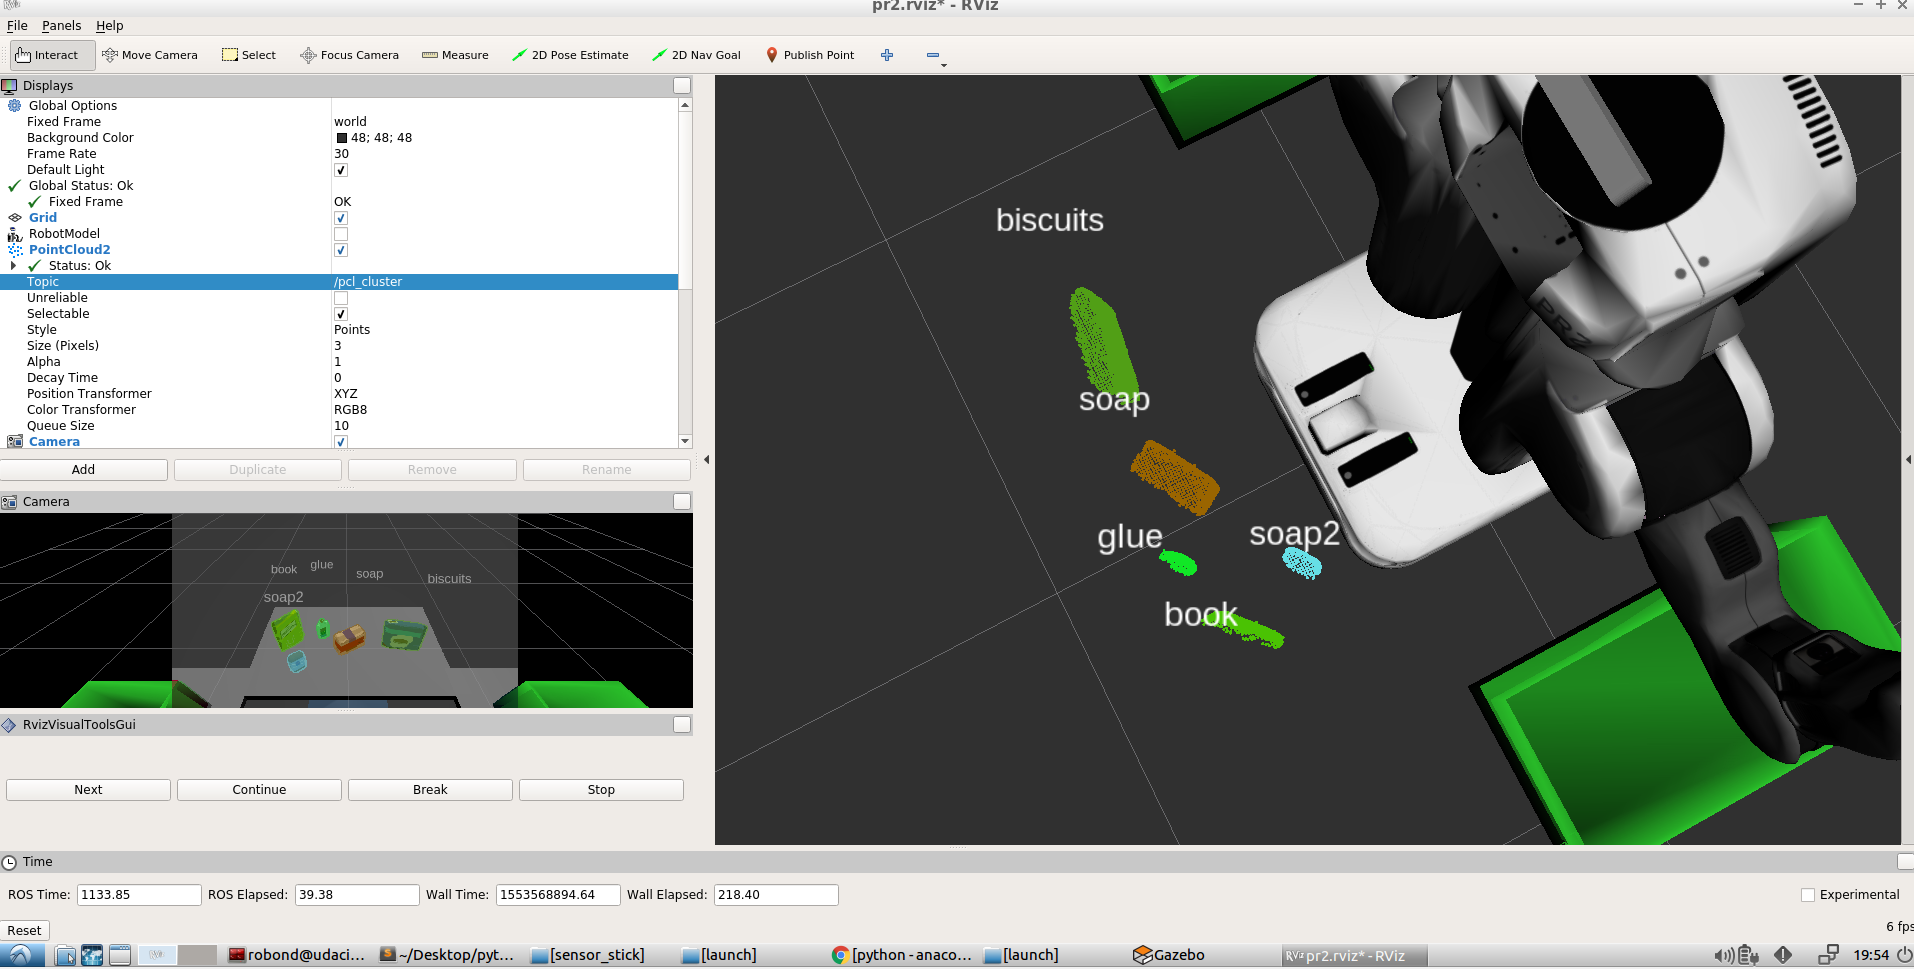 pr2.rviz* - RViz
File Panels Help
Interact Move Camera Select Focus Camera Measure 2D Pose Estimate 2D Nav Goal Publish Point
Displays
Global Options
Fixed Frame world
Background Color 48; 48; 48
Frame Rate 30
Default Light
Global Status: Ok
Fixed Frame OK
Grid
RobotModel
PointCloud2
Status: Ok
Topic /pcl_cluster
Unreliable
Selectable
Style Points
Size (Pixels) 3
Alpha 1
Decay Time 0
Position Transformer XYZ
Color Transformer RGB8
Queue Size 10
Camera
Add Duplicate Remove Rename
Camera
book glue soap biscuits
soap2
RvizVisualToolsGui
Next Continue Break Stop
biscuits
soap
glue soap2
book
PR2
Time
ROS Time: 1133.85 ROS Elapsed: 39.38 Wall Time: 1553568894.64 Wall Elapsed: 218.40 Experimental
Reset 6 fps
robond@udaci... ~/Desktop/pyt... [sensor_stick] [launch] [python - anaco... [launch] Gazebo RViz pr2.rviz* - RViz 19:54